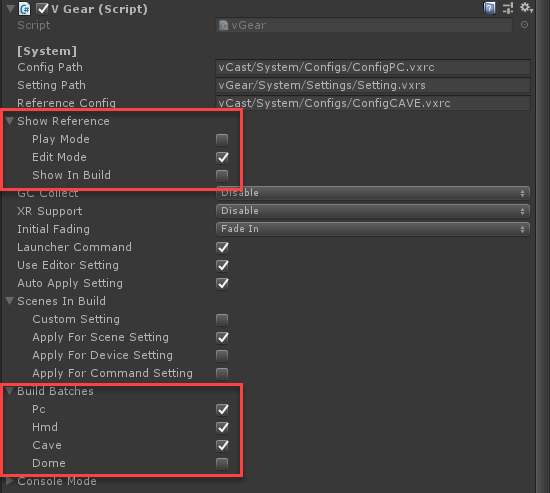 V Gear (Script)
Script vGear
[System]
Config Path vCast/System/Configs/ConfigPC.vxrc
Setting Path vGear/System/Settings/Setting.vxrs
Reference Config vCast/System/Configs/ConfigCAVE.vxrc
Show Reference
Play Mode
Edit Mode
Show In Build
GC Collect Disable
XR Support Disable
Initial Fading Fade In
Launcher Command
Use Editor Setting
Auto Apply Setting
Scenes In Build
Custom Setting
Apply For Scene Setting
Apply For Device Setting
Apply For Command Setting
Build Batches
Pc
Hmd
Cave
Dome
Console Mode